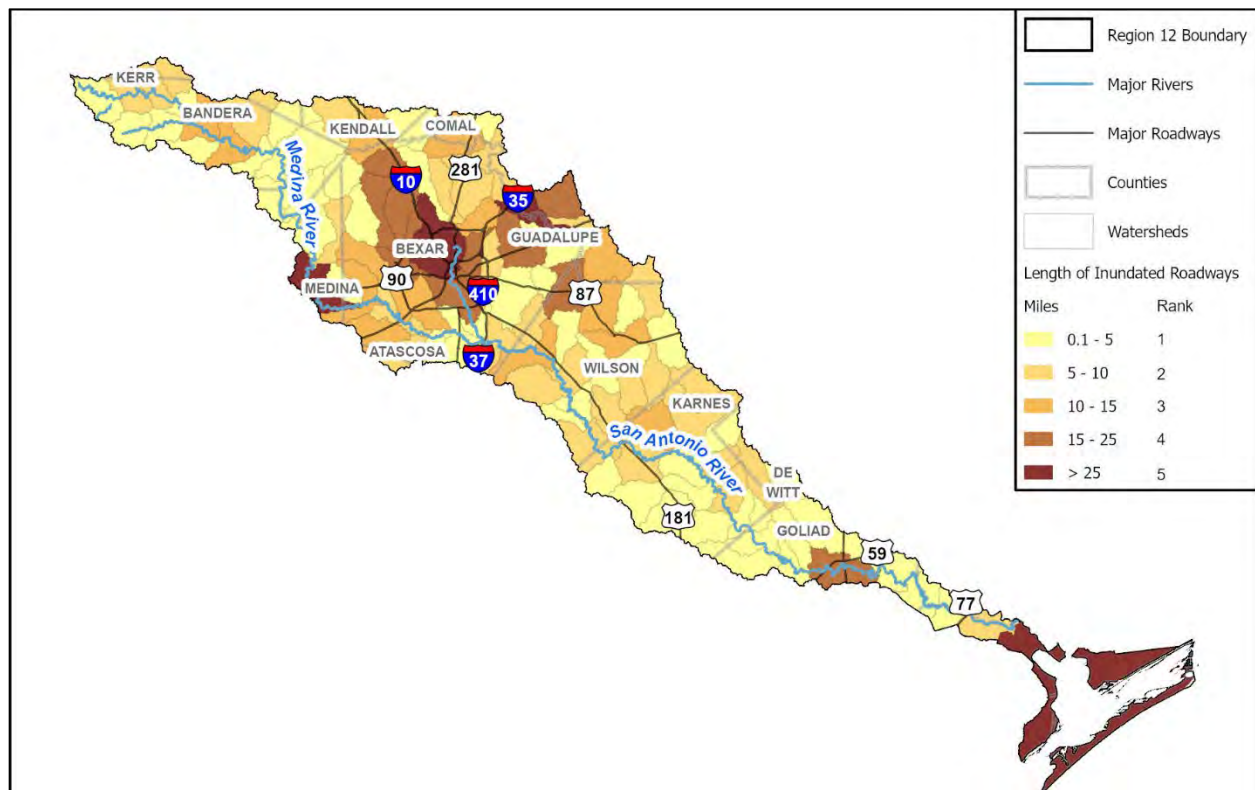 Region 12 Boundary
Major Rivers
Major Roadways
Counties
Watersheds
Length of Inundated Roadways
Miles Rank
0.1 - 5 1
5 - 10 2
10 - 15 3
15 - 25 4
> 25 5
KERR
BANDERA
KENDALL
COMAL
281
10
35
Medina River
BEXAR
GUADALUPE
90
MEDINA
410
87
ATASCOSA
37
WILSON
KARNES
San Antonio River
DE
WITT
181
GOLIAD
59
77